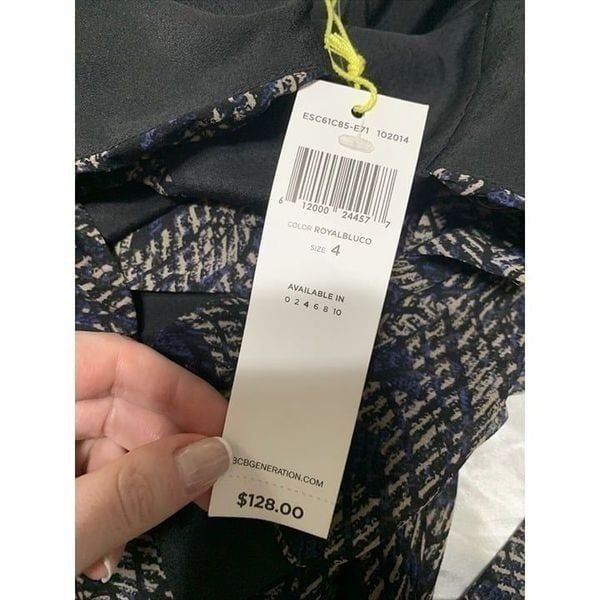 ESC61C85-E71 102014
6 12000 24457 7
COLOR ROYALBLUCO
SIZE 4
AVAILABLE IN
0 2 4 6 8 10
BCBGENERATION.COM
$128.00